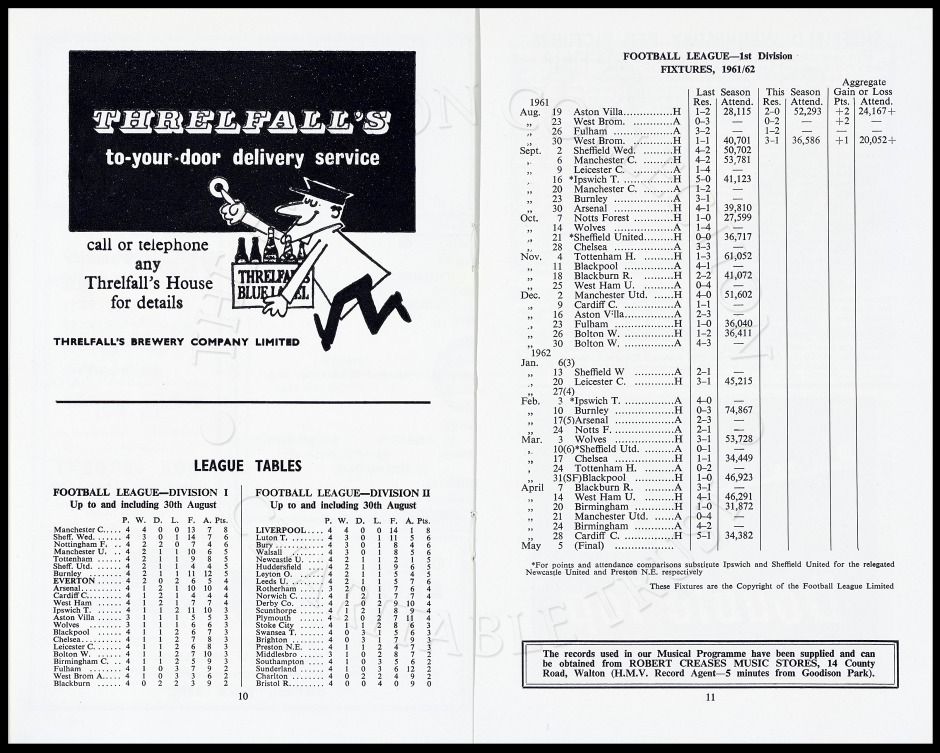 THRELFALL'S
to-your-door delivery service
call or telephone
any
Threlfall's House
for details
THRELFALL'S
BLUE LABEL
THRELFALL'S BREWERY COMPANY LIMITED
LEAGUE TABLES
FOOTBALL LEAGUE—DIVISION I
Up to and including 30th August
P. W. D. L. F. A. Pts.
Manchester C..... 4 4 0 0 13 7 8
Sheff. Wed. ...... 4 3 0 1 14 7 6
Nottingham F. ... 4 2 2 0 7 4 6
Manchester U. ... 4 2 1 1 10 6 5
Tottenham ...... 4 2 1 1 9 8 5
Sheff. Utd. ...... 4 2 1 1 4 4 5
Burnley ......... 4 2 1 1 11 12 5
EVERTON ...... 4 2 0 2 6 5 4
Arsenal......... 4 1 2 1 10 10 4
Cardiff C. ...... 4 1 2 1 4 4 4
West Ham ...... 4 1 2 1 7 7 4
Ipswich T. ...... 4 1 1 2 11 10 3
Aston Villa ...... 3 1 1 1 5 5 3
Wolves ......... 3 1 1 1 6 6 3
Blackpool ...... 4 1 1 2 6 7 3
Chelsea......... 4 1 1 2 7 8 3
Leicester C. ..... 4 1 1 2 6 8 3
Bolton W. ...... 4 1 1 2 7 10 3
Birmingham C. ... 4 1 1 2 5 9 3
Fulham ......... 4 1 0 3 7 9 2
West Brom A..... 4 1 0 3 3 6 2
Blackburn ...... 4 0 2 2 3 9 2
FOOTBALL LEAGUE—DIVISION II
Up to and including 30th August
P. W. D. L. F. A. Pts.
LIVERPOOL ...... 4 4 0 0 14 1 8
Luton T. ......... 4 3 0 1 11 5 6
Bury ............ 4 3 0 1 8 4 6
Walsall ......... 4 3 0 1 8 5 6
Newcastle U. ..... 4 2 1 1 2 1 5
Huddersfield ..... 4 2 1 1 9 6 5
Leyton O. ...... 4 2 1 1 5 4 5
Leeds U. ......... 4 2 1 1 5 7 5
Rotherham ...... 3 2 0 1 7 6 4
Norwich C. ...... 4 1 2 1 7 7 4
Derby Co. ...... 4 2 0 2 9 10 4
Scunthorpe ...... 4 1 2 1 8 9 4
Plymouth ...... 4 2 0 2 7 11 4
Stoke City ...... 4 1 1 2 8 6 3
Swansea T. ...... 4 0 3 1 5 6 3
Brighton ......... 4 0 3 1 7 9 3
Preston N.E. ..... 4 1 1 2 4 7 3
Middlesbro ...... 3 1 0 2 8 7 2
Southampton ..... 4 1 0 3 5 6 2
Sunderland ...... 4 1 0 3 6 12 2
Charlton ......... 4 0 2 2 4 9 2
Bristol R......... 4 0 0 4 0 9 0
10
FOOTBALL LEAGUE—1st Division
FIXTURES, 1961/62
Aggregate
Last Season This Season Gain or Loss
Res. Attend. Res. Attend. Pts. Attend.
1961
Aug. 19 Aston Villa............H 1–2 28,115 2–0 52,293 +2 24,167+
„ 23 West Brom. .........A 0–3 — 0–2 — +2
„ 26 Fulham ...............A 3–2 — 1–2 — — —
„ 30 West Brom. .........H 1–1 40,701 3–1 36,586 +1 20,052+
Sept. 2 Sheffield Wed. ......H 4–2 50,702
„ 6 Manchester C. ......H 4–2 53,781
„ 9 Leicester C. .........A 1–4 —
„ 16 *Ipswich T. .........H 5–0 41,123
„ 20 Manchester C. ......A 1–2 —
„ 23 Burnley ...............A 3–1 —
„ 30 Arsenal ...............H 4–1 39,810
Oct. 7 Notts Forest .........H 1–0 27,599
„ 14 Wolves ...............A 1–4 —
„ 21 *Sheffield United......H 0–0 36,717
„ 28 Chelsea ...............A 3–3 —
Nov. 4 Tottenham H. ......H 1–3 61,052
„ 11 Blackpool ............A 4–1 —
„ 18 Blackburn R. .........H 2–2 41,072
„ 25 West Ham U. .........A 0–4 —
Dec. 2 Manchester Utd. ...H 4–0 51,602
„ 9 Cardiff C. ............A 1–1 —
„ 16 Aston Villa............A 2–3 —
„ 23 Fulham ...............H 1–0 36,040
„ 26 Bolton W. ............H 1–2 36,411
„ 30 Bolton W. ............A 4–3 —
1962
Jan. 6(3)
„ 13 Sheffield W .........A 2–1 —
„ 20 Leicester C. .........H 3–1 45,215
„ 27(4)
Feb. 3 *Ipswich T. .........A 4–0 —
„ 10 Burnley ...............H 0–3 74,867
„ 17(5)Arsenal ...............A 2–3 —
„ 24 Notts F. ...............A 2–1 —
Mar. 3 Wolves ...............H 3–1 53,728
„ 10(6)*Sheffield Utd. ......A 0–1 —
„ 17 Chelsea ...............H 1–1 34,449
„ 24 Tottenham H. ......A 0–2 —
„ 31(SF)Blackpool .........H 1–0 46,923
April 7 Blackburn R. .........A 3–1 —
„ 14 West Ham U. .........H 4–1 46,291
„ 20 Birmingham .........H 1–0 31,872
„ 21 Manchester Utd. ...A 0–4 —
„ 24 Birmingham .........A 4–2 —
„ 28 Cardiff C. ............H 5–1 34,382
May 5 (Final) ..................
*For points and attendance comparisons substitute Ipswich and Sheffield United for the relegated
Newcastle United and Preston N.E. respectively
These Fixtures are the Copyright of the Football League Limited
The records used in our Musical Programme have been supplied and can
be obtained from ROBERT CREASES MUSIC STORES, 14 County
Road, Walton (H.M.V. Record Agent—5 minutes from Goodison Park).
11